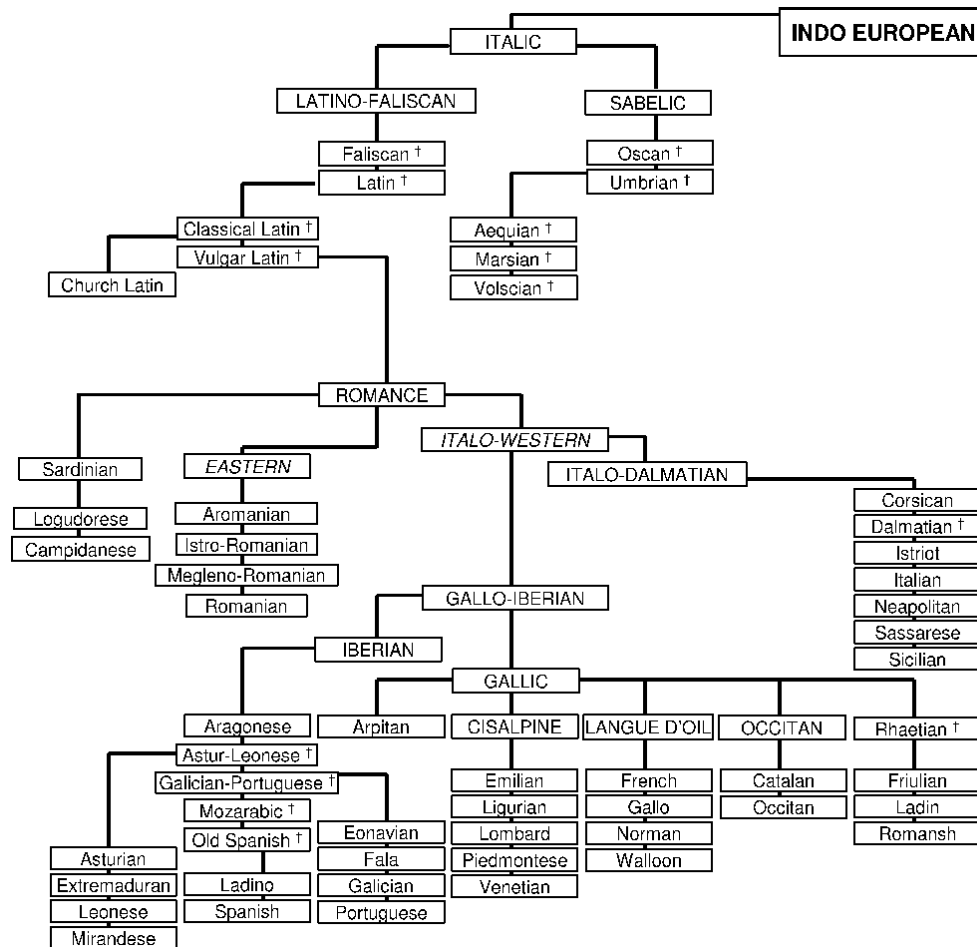 INDO EUROPEAN
ITALIC
LATINO-FALISCAN
SABELIC
Faliscan †
Latin †
Oscan †
Umbrian †
Classical Latin †
Vulgar Latin †
Church Latin
Aequian †
Marsian †
Volscian †
ROMANCE
Sardinian
Logudorese
Campidanese
EASTERN
Aromanian
Istro-Romanian
Megleno-Romanian
Romanian
ITALO-WESTERN
ITALO-DALMATIAN
Corsican
Dalmatian †
Istriot
Italian
Neapolitan
Sassarese
Sicilian
GALLO-IBERIAN
IBERIAN
GALLIC
Aragonese
Astur-Leonese †
Galician-Portuguese †
Mozarabic †
Old Spanish †
Asturian
Extremaduran
Leonese
Mirandese
Ladino
Spanish
Eonavian
Fala
Galician
Portuguese
Arpitan
CISALPINE
Emilian
Ligurian
Lombard
Piedmontese
Venetian
LANGUE D'OIL
French
Gallo
Norman
Walloon
OCCITAN
Catalan
Occitan
Rhaetian †
Friulian
Ladin
Romansh